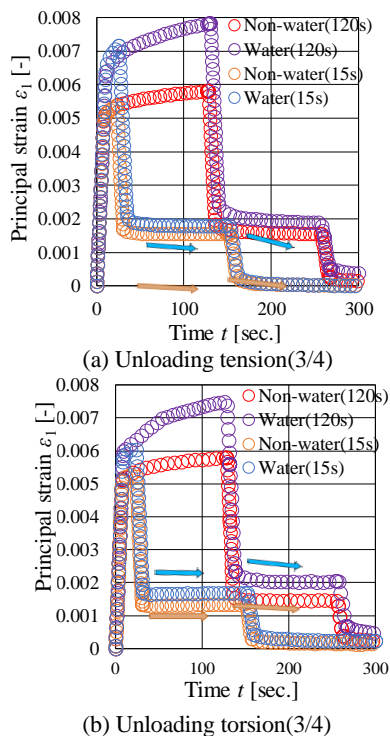 0.008
0.007
0.006
0.005
0.004
0.003
0.002
0.001
0
Principal strain ε₁ [-]
Non-water(120s)
Water(120s)
Non-water(15s)
Water(15s)
0 100 200 300
Time t [sec.]
(a) Unloading tension(3/4)
0.008
0.007
0.006
0.005
0.004
0.003
0.002
0.001
0
Principal strain ε₁ [-]
Non-water(120s)
Water(120s)
Non-water(15s)
Water(15s)
0 100 200 300
Time t [sec.]
(b) Unloading torsion(3/4)